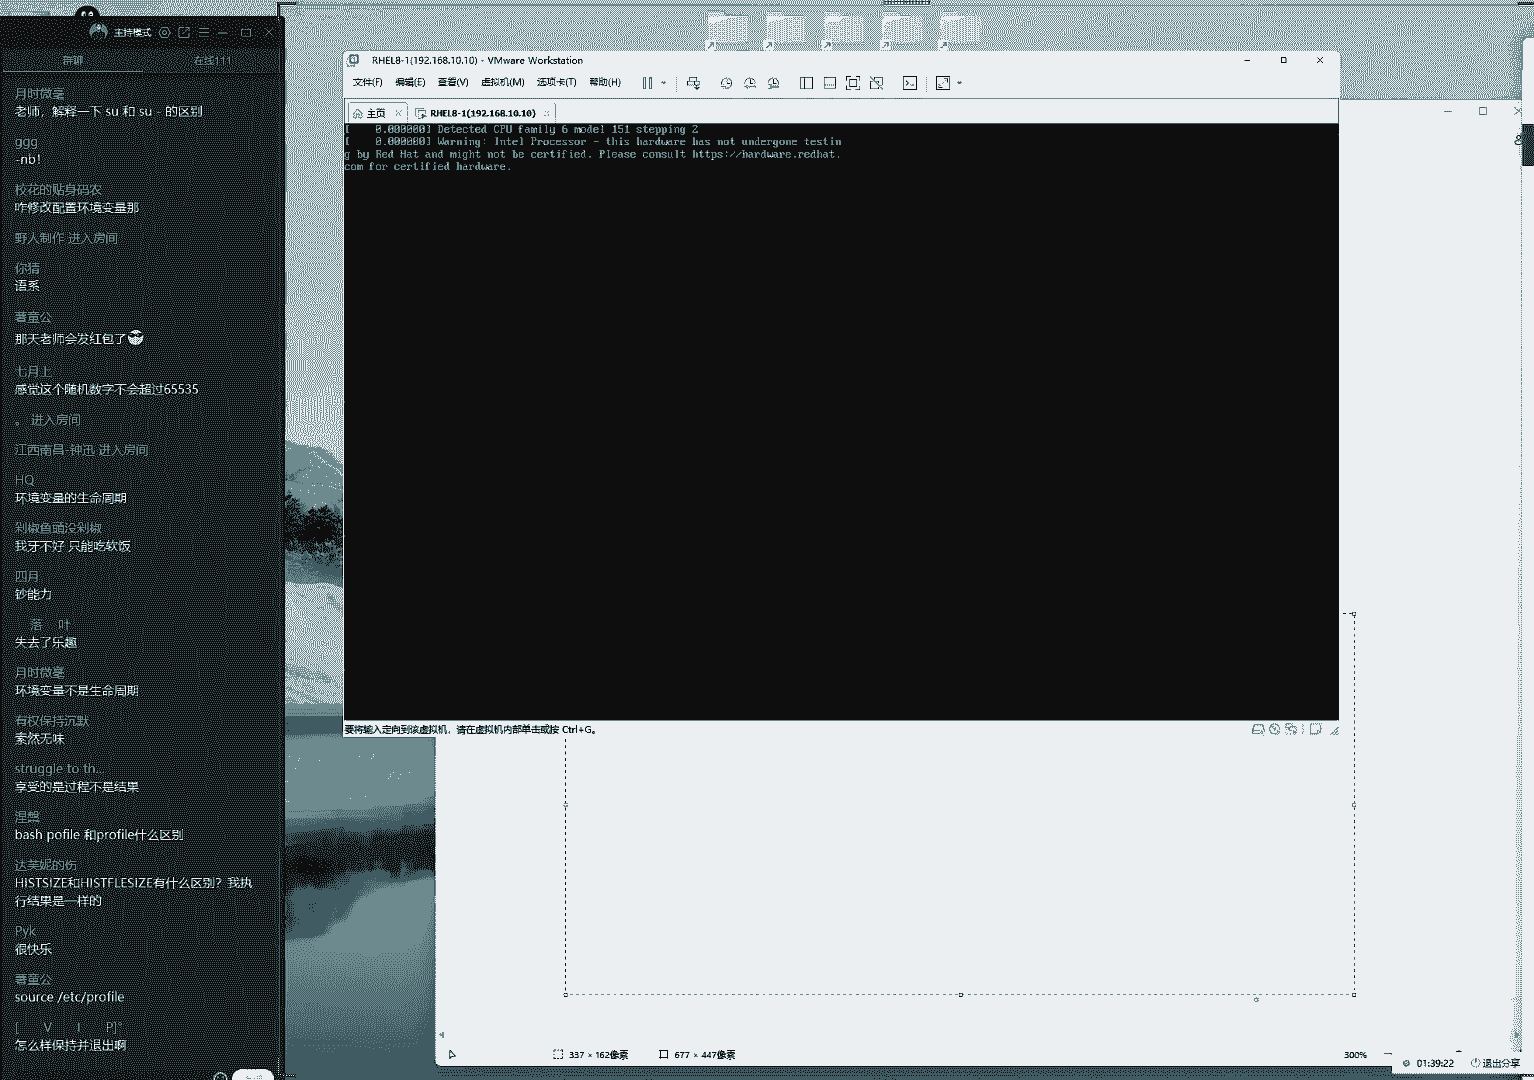 主持模式
群聊
在线111
月时微毫
老师，解释一下 su 和 su - 的区别
ggg
-nb!
校花的贴身码农
咋修改配置环境变量那
野人制作 进入房间
你猜
语系
薯童公
那天老师会发红包了
七月上
感觉这个随机数字不会超过65535
。 进入房间
江西南昌-钟迅 进入房间
HQ
环境变量的生命周期
剁椒鱼頭没剁椒
我牙不好 只能吃软饭
四月
钞能力
落 叶
失去了乐趣
月时微毫
环境变量不是生命周期
有权保持沉默
索然无味
struggle to th...
享受的是过程不是结果
涅槃
bash pofile 和profile什么区别
达芙妮的伤
HISTSIZE和HISTFLESIZE有什么区别？我执
行结果是一样的
Pyk
很快乐
薯童公
source /etc/profile
[ V I P]°
怎么样保持并退出啊
RHEL8-1(192.168.10.10) - VMware Workstation
文件(F) 编辑(E) 查看(V) 虚拟机(M) 选项卡(T) 帮助(H)
主页 RHEL8-1(192.168.10.10)
[    0.000000] Detected CPU family 6 model 151 stepping 2
[    0.000000] Warning: Intel Processor - this hardware has not undergone testin
g by Red Hat and might not be certified. Please consult https://hardware.redhat.
com for certified hardware.
要将输入定向到该虚拟机，请在虚拟机内部单击或按 Ctrl+G。
337 × 162像素
677 × 447像素
300%
01:39:22
退出分享